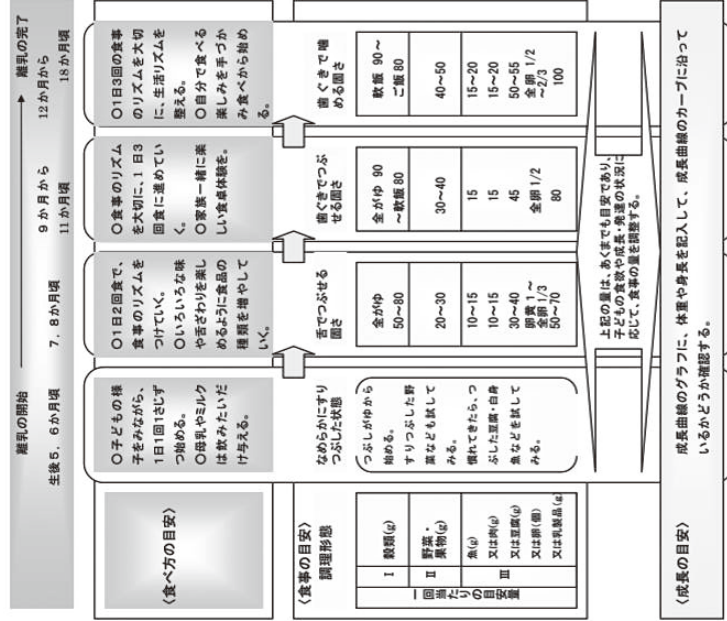 離乳の開始 → 離乳の完了
生後5、6か月頃
7、8か月頃
9か月から
11か月頃
12か月から
18か月頃
〈食べ方の目安〉
○子どもの様
子をみながら、
1日1回1さじず
つ始める。
○母乳やミルク
は飲みたいだ
け与える。
○1日2回食で、
食事のリズムを
つけていく。
○いろいろな味
や舌ざわりを楽し
めるように食品の
種類を増やして
いく。
○食事のリズム
を大切に、1日3
回食に進めてい
く。
○家族一緒に楽
しい食卓体験を。
○1日3回の食事
のリズムを大切
に、生活リズムを
整える。
○自分で食べる
楽しみを手づか
み食べから始め
る。
〈食事の目安〉
調理形態
なめらかにすり
つぶした状態
舌でつぶせる
固さ
歯ぐきでつぶ
せる固さ
歯ぐきで噛
める固さ
一回当たりの目安量
Ⅰ 穀類(g)
つぶしがゆから
始める。
すりつぶした野
菜なども試して
みる。
慣れてきたら、つ
ぶした豆腐・白身
魚などを試して
みる。
全がゆ
50~80
全がゆ 90
~軟飯 80
軟飯 90~
ご飯 80
Ⅱ 野菜・
果物(g)
20~30
30~40
40~50
Ⅲ 魚(g)
10~15
15
15~20
又は肉(g)
10~15
15
15~20
又は豆腐(g)
30~40
45
50~55
又は卵(個)
卵黄 1~
全卵 1/3
全卵 1/2
全卵 1/2
~2/3
又は乳製品(g)
50~70
80
100
上記の量は、あくまでも目安であり、
子どもの食欲や成長・発達の状況に
応じて、食事の量を調整する。
〈成長の目安〉
成長曲線のグラフに、体重や身長を記入して、成長曲線のカーブに沿って
いるかどうか確認する。